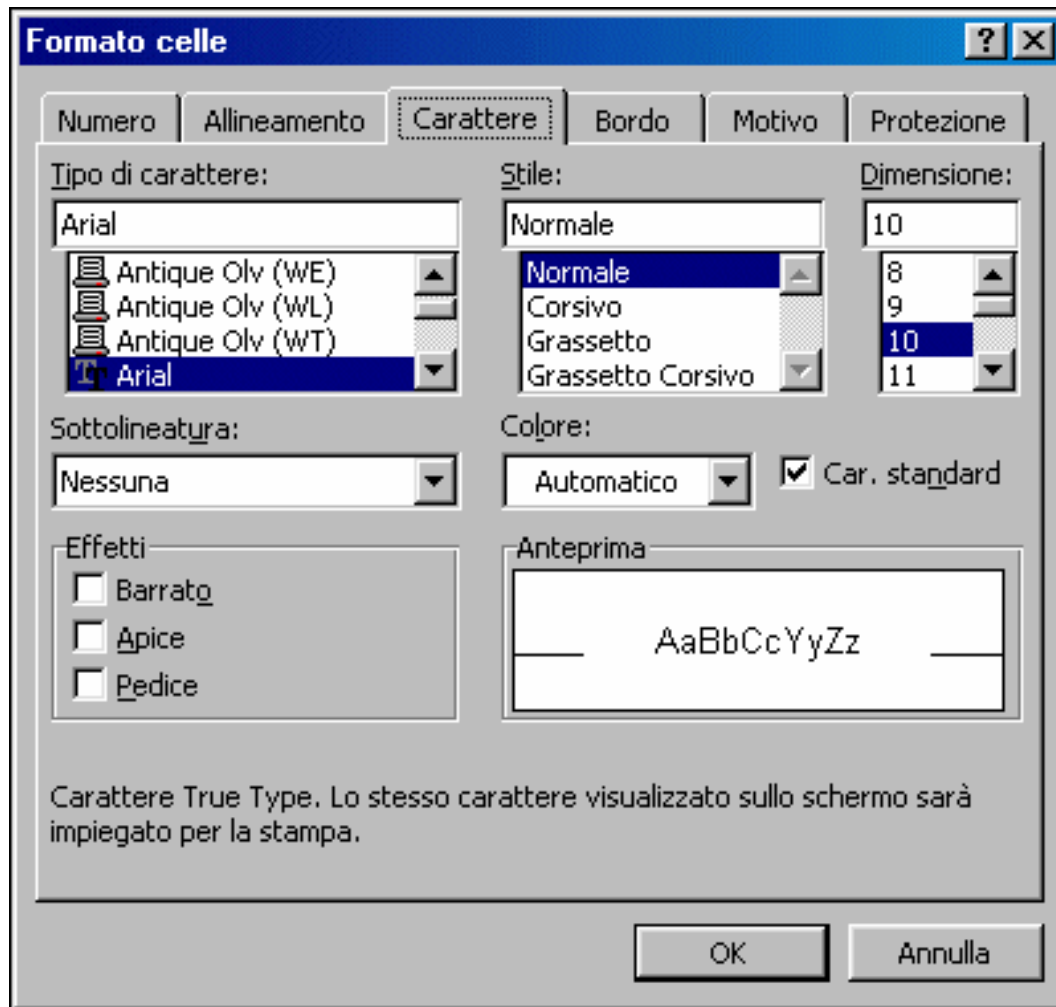 Formato celle
Numero Allineamento Carattere Bordo Motivo Protezione
Tipo di carattere: Stile: Dimensione:
Arial Normale 10
Antique Olv (WE) Normale 8
Antique Olv (WL) Corsivo 9
Antique Olv (WT) Grassetto 10
Arial Grassetto Corsivo 11
Sottolineatura: Colore:
Nessuna Automatico Car. standard
Effetti Anteprima
Barrato
Apice AaBbCcYyZz
Pedice
Carattere True Type. Lo stesso carattere visualizzato sullo schermo sarà
impiegato per la stampa.
OK Annulla